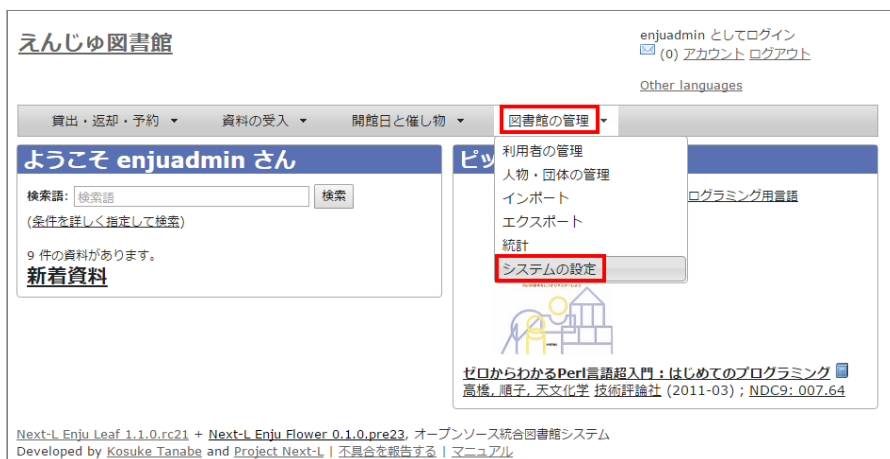 えんじゅ図書館
enjuadmin としてログイン
(0) アカウント ログアウト
Other languages
貸出・返却・予約 ▼ 資料の受入 ▼ 開館日と催し物 ▼ 図書館の管理 ▼
ようこそ enjuadmin さん
検索語: 検索語 検索
(条件を詳しく指定して検索)
9 件の資料があります。
新着資料
ピッ
利用者の管理
人物・団体の管理
インポート
エクスポート
統計
システムの設定
ログラミング用言語
ゼロからわかるPerl言語超入門 : はじめてのプログラミング
高橋, 順子, 天文化学 技術評論社 (2011-03) ; NDC9: 007.64
Next-L Enju Leaf 1.1.0.rc21 + Next-L Enju Flower 0.1.0.pre23, オープンソース統合図書館システム
Developed by Kosuke Tanabe and Project Next-L | 不具合を報告する | マニュアル